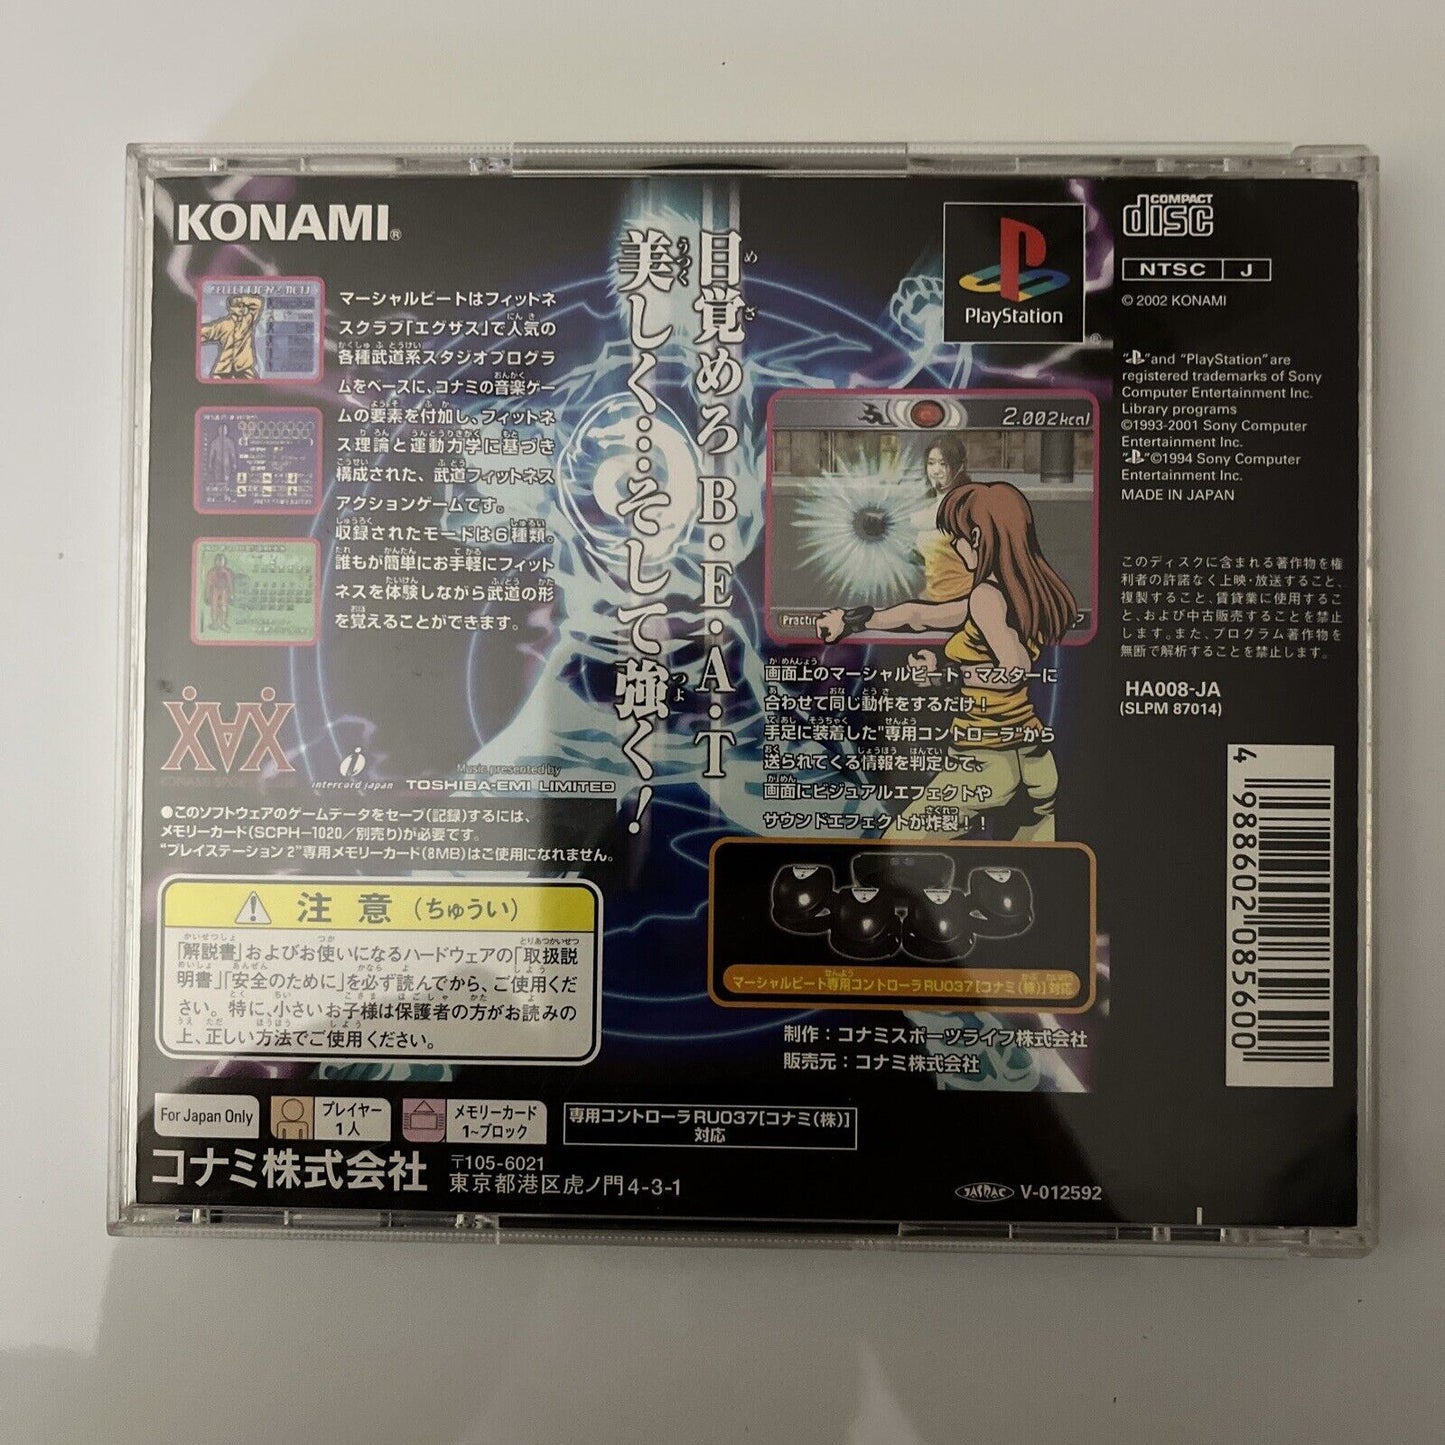 KONAMI®
マーシャルビートはフィットネ
スクラブ「エグザス」で人気の
各種武道系スタジオプログラ
ムをベースに、コナミの音楽ゲー
ムの要素を付加し、フィットネ
ス理論と運動力学に基づき
構成された、武道フィットネス
アクションゲームです。
収録されたモードは6種類。
誰もが簡単にお手軽にフィット
ネスを体験しながら武道の形
を覚えることができます。
目覚めろB・E・A・T
美しく…そして強く!
XAX
intercord japan
Music presented by
TOSHIBA-EMI LIMITED
●このソフトウェアのゲームデータをセーブ(記録)するには、
メモリーカード(SCPH-1020/別売り)が必要です。
"プレイステーション 2"専用メモリーカード(8MB)はご使用になれません。
注意(ちゅうい)
「解説書」およびお使いになるハードウェアの「取扱説
明書」「安全のために」を必ず読んでから、ご使用くだ
さい。特に、小さいお子様は保護者の方がお読みの
上、正しい方法でご使用ください。
PlayStation
®
2.002kcal
画面上のマーシャルビート・マスターに
合わせて同じ動作をするだけ!
手足に装着した"専用コントローラ"から
送られてくる情報を判定して、
画面にビジュアルエフェクトや
サウンドエフェクトが炸裂!!
マーシャルビート専用コントローラRU037[コナミ(株)]対応
制作:コナミスポーツライフ株式会社
販売元:コナミ株式会社
COMPACT
disc
NTSC J
© 2002 KONAMI
" "and "PlayStation"are
registered trademarks of Sony
Computer Entertainment Inc.
Library programs
©1993-2001 Sony Computer
Entertainment Inc.
" "©1994 Sony Computer
Entertainment Inc.
MADE IN JAPAN
このディスクに含まれる著作物を権
利者の許諾なく上映・放送すること、
複製すること、賃貸業に使用するこ
と、および中古販売することを禁止
します。また、プログラム著作物を
無断で解析することを禁止します。
HA008-JA
(SLPM 87014)
4 988602 085600
For Japan Only
プレイヤー
1人
メモリーカード
1~ブロック
専用コントローラRU037[コナミ(株)]
対応
コナミ株式会社
〒105-6021
東京都港区虎ノ門4-3-1
JASRAC V-012592